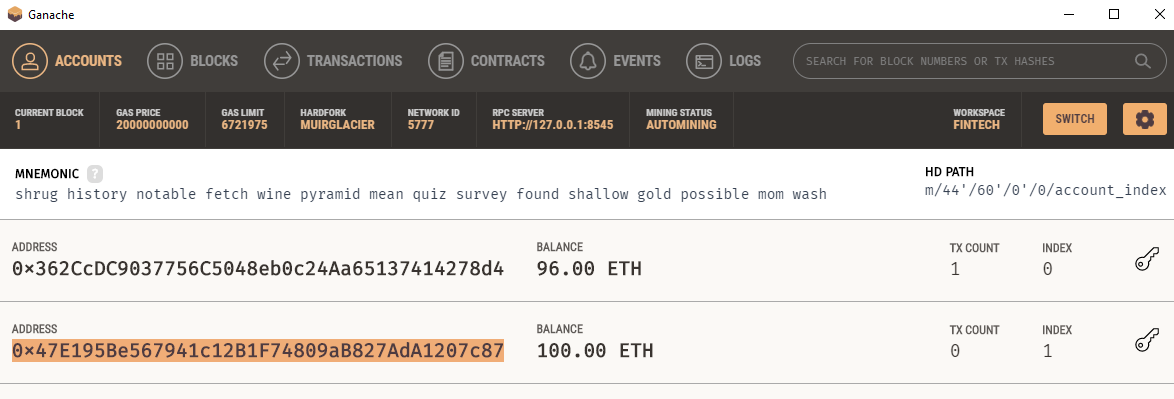 Ganache
ACCOUNTS BLOCKS TRANSACTIONS CONTRACTS EVENTS LOGS SEARCH FOR BLOCK NUMBERS OR TX HASHES
CURRENT BLOCK GAS PRICE GAS LIMIT HARDFORK NETWORK ID RPC SERVER MINING STATUS WORKSPACE
1 20000000000 6721975 MUIRGLACIER 5777 HTTP://127.0.0.1:8545 AUTOMINING FINTECH SWITCH
MNEMONIC ? HD PATH
shrug history notable fetch wine pyramid mean quiz survey found shallow gold possible mom wash m/44'/60'/0'/0/account_index
ADDRESS BALANCE TX COUNT INDEX
0×362CcDC9037756C5048eb0c24Aa65137414278d4 96.00 ETH 1 0
ADDRESS BALANCE TX COUNT INDEX
0×47E195Be567941c12B1F74809aB827AdA1207c87 100.00 ETH 0 1